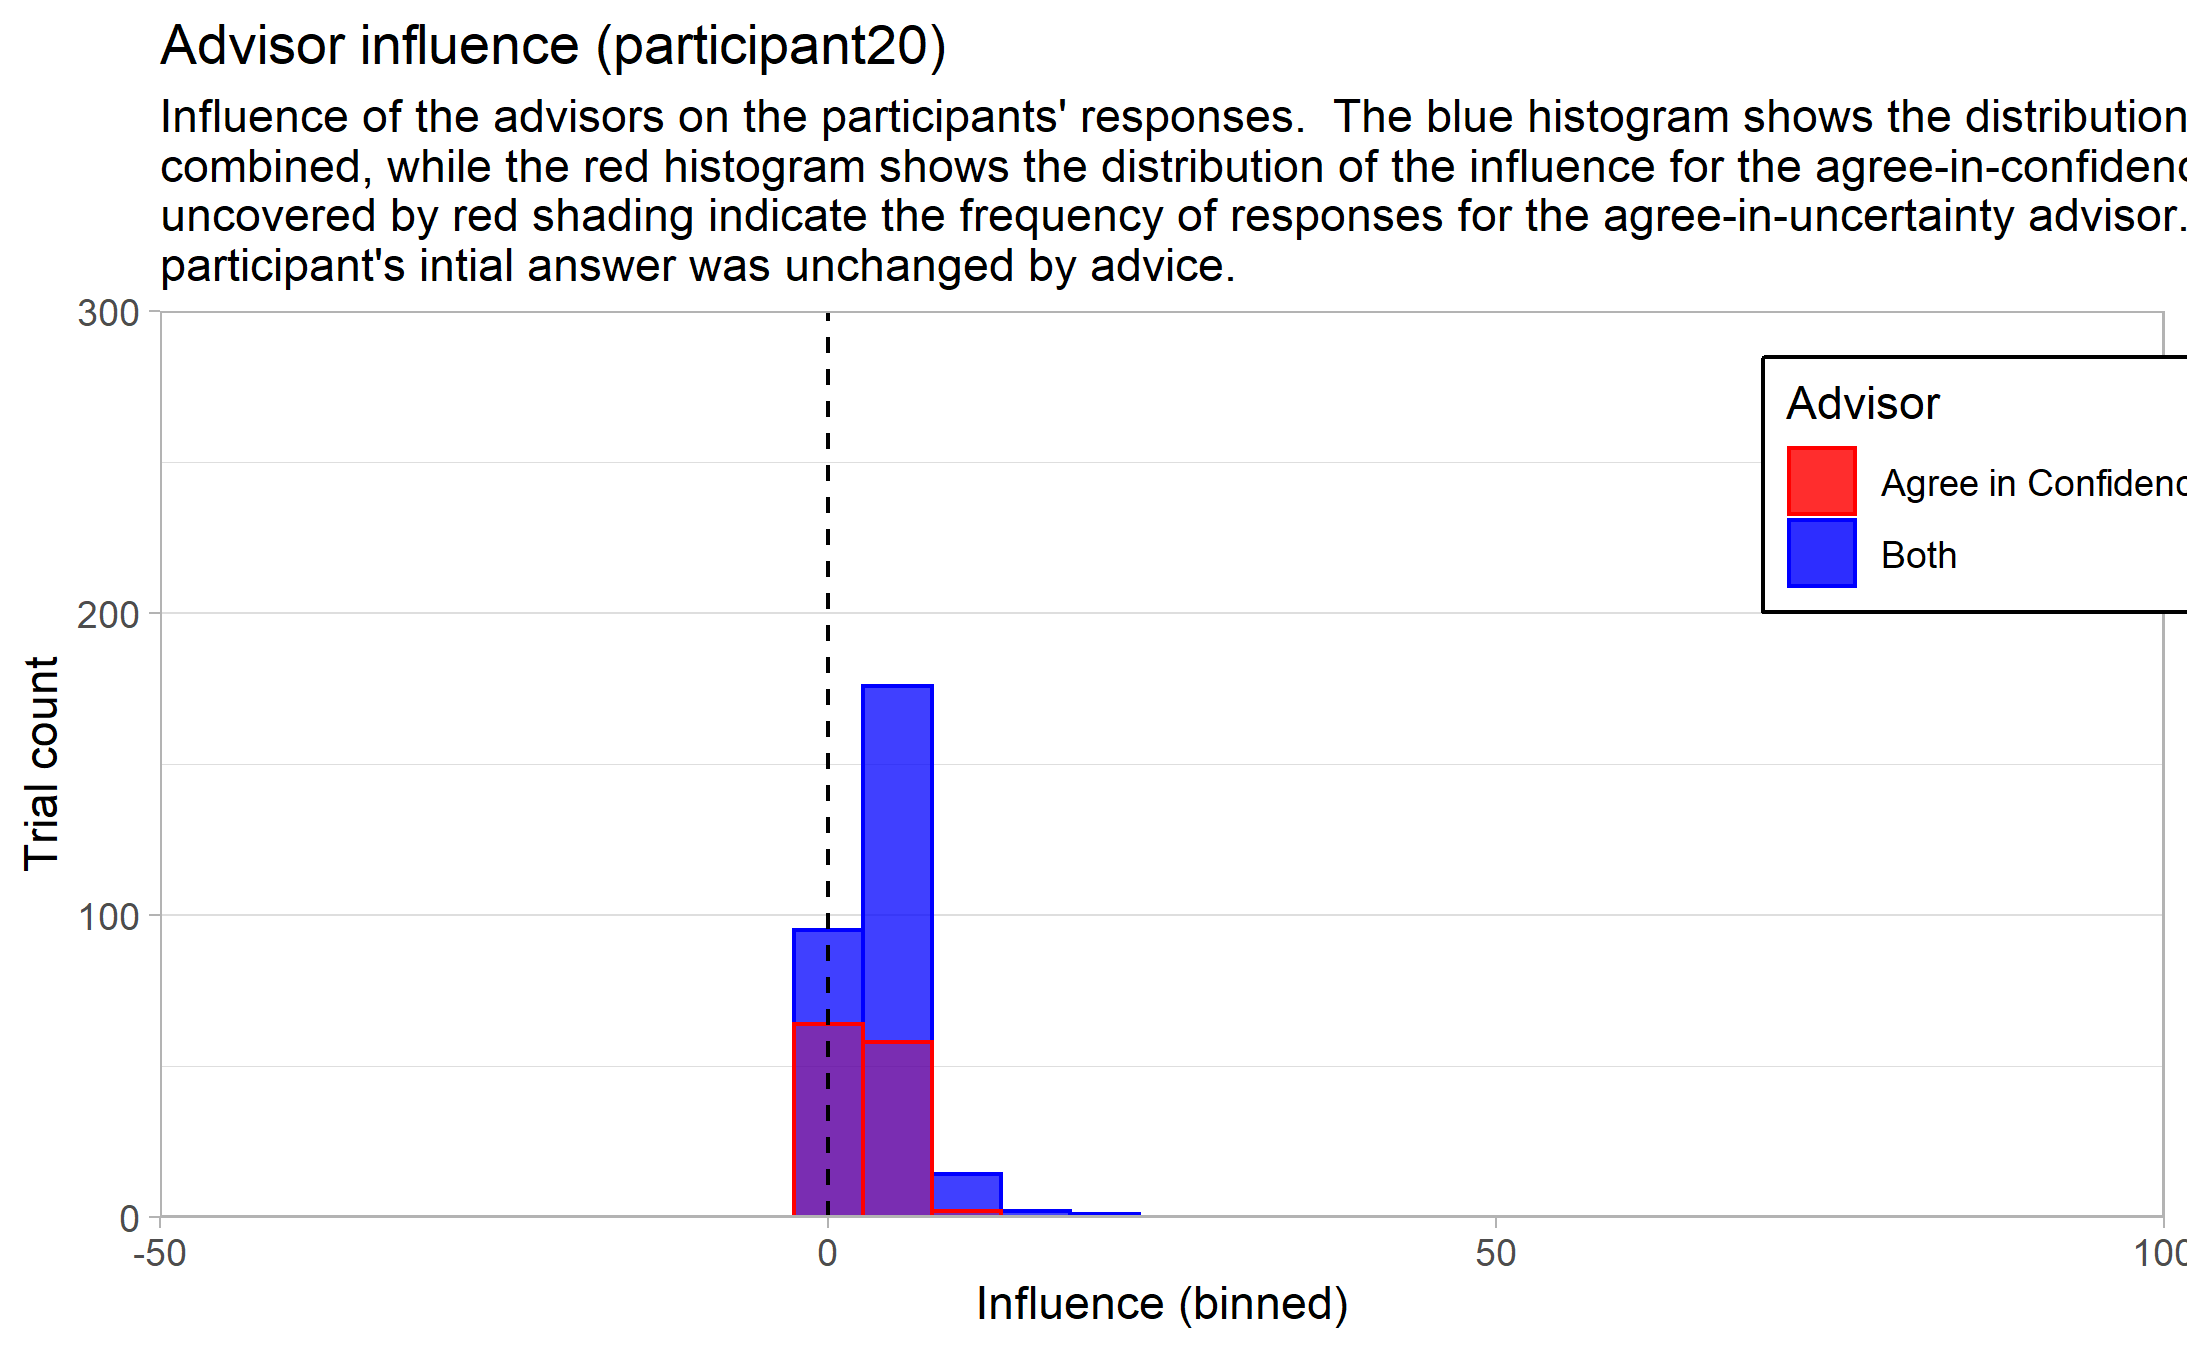 Advisor influence (participant20)
Influence of the advisors on the participants' responses.  The blue histogram shows the distribution
combined, while the red histogram shows the distribution of the influence for the agree-in-confidenc
uncovered by red shading indicate the frequency of responses for the agree-in-uncertainty advisor.
participant's intial answer was unchanged by advice.
300
200
100
0
Trial count
-50
0
50
100
Influence (binned)
Advisor
Agree in Confidenc
Both